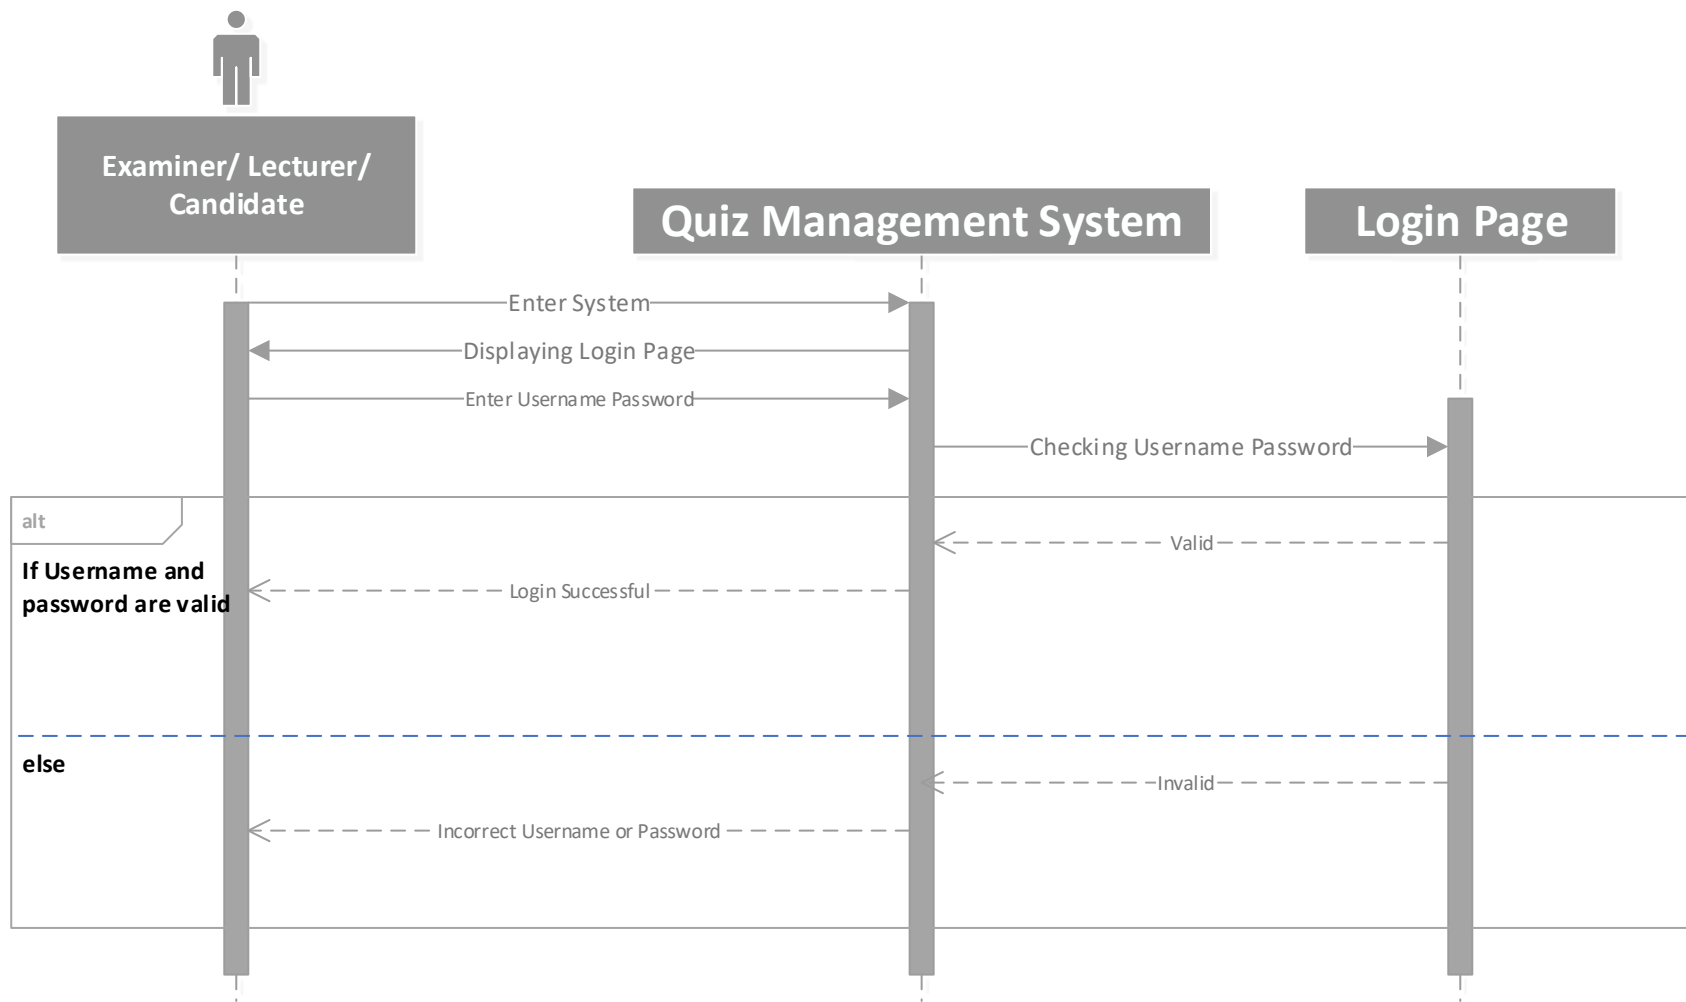 Examiner/ Lecturer/
Candidate
Quiz Management System
Login Page
Enter System
Displaying Login Page
Enter Username Password
Checking Username Password
alt
Valid
If Username and
password are valid
Login Successful
else
Invalid
Incorrect Username or Password